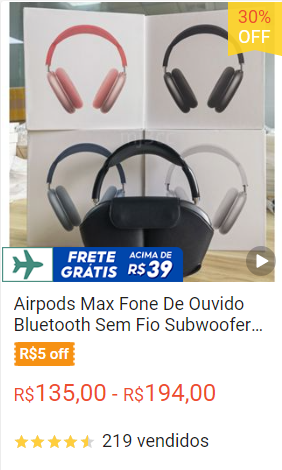 30%
OFF
FRETE
GRÁTIS
ACIMA DE
R$39
Airpods Max Fone De Ouvido
Bluetooth Sem Fio Subwoofer...
R$5 off
R$135,00 - R$194,00
219 vendidos